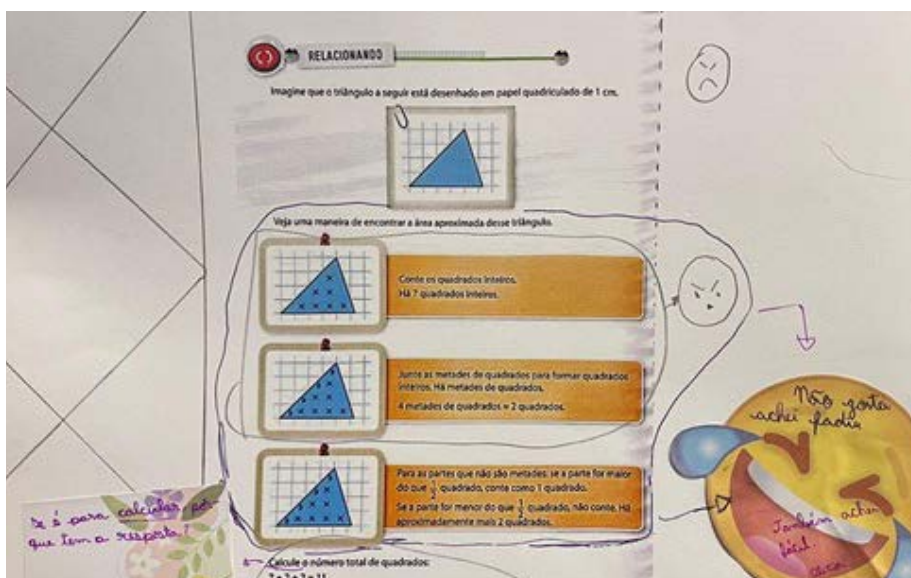 RELACIONANDO
Imagine que o triângulo a seguir está desenhado em papel quadriculado de 1 cm.
Veja uma maneira de encontrar a área aproximada desse triângulo.
Conte os quadrados inteiros.
Há 7 quadrados inteiros.
Junte as metades de quadrados para formar quadrados
inteiros. Há metades de quadrados.
4 metades de quadrados = 2 quadrados.
Para as partes que não são metades: se a parte for maior
do que 1/2 quadrado, conte como 1 quadrado.
Se a parte for menor do que 1/2 quadrado, não conte. Há
aproximadamente mais 2 quadrados.
Calcule o número total de quadrados:
Se é para calcular por
que tem a resposta?
Não gosta
achei
Também achei
fácil.